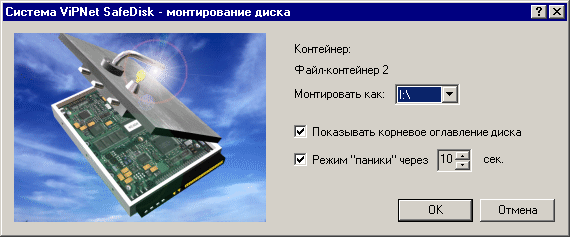 Система ViPNet SafeDisk - монтирование диска
Контейнер:
Файл-контейнер 2
Монтировать как: I:\
Показывать корневое оглавление диска
Режим "паники" через 10 сек.
OK Отмена